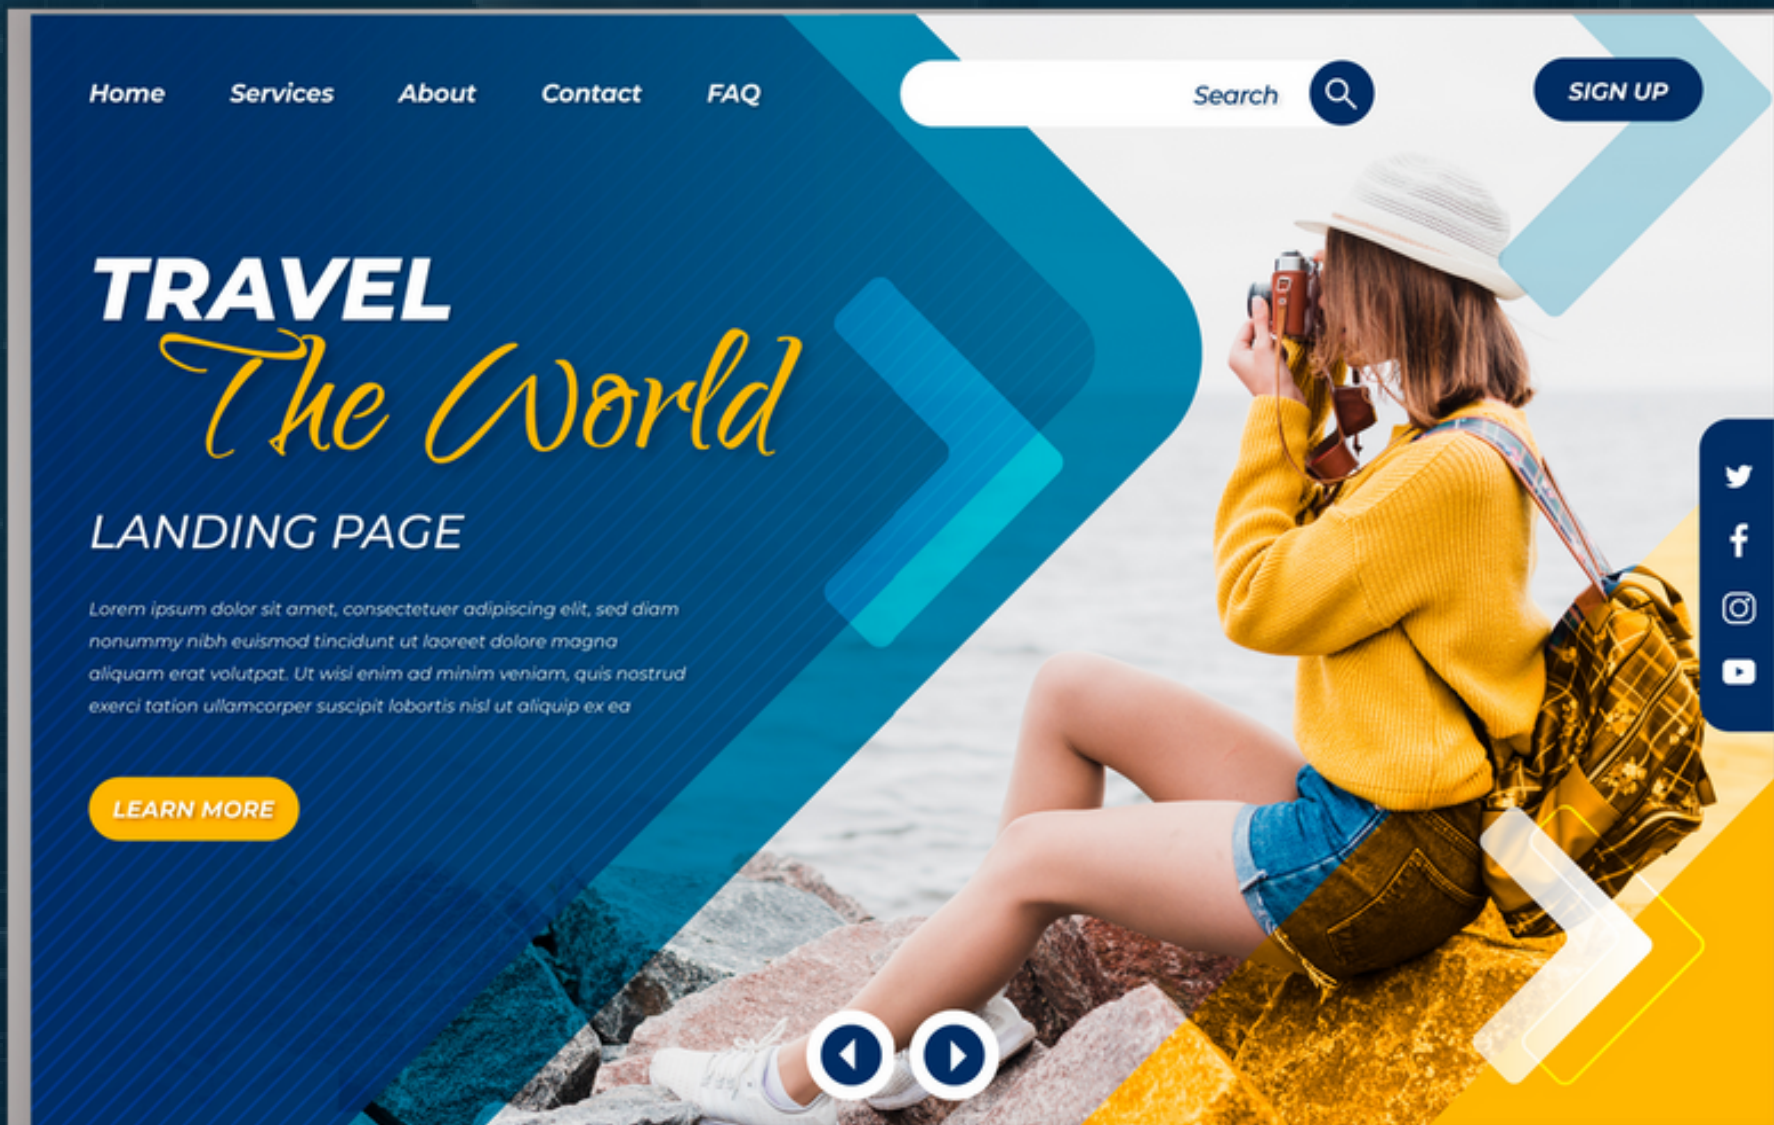 Home Services About Contact FAQ Search SIGN UP
TRAVEL
The World
LANDING PAGE
Lorem ipsum dolor sit amet, consectetuer adipiscing elit, sed diam
nonummy nibh euismod tincidunt ut laoreet dolore magna
aliquam erat volutpat. Ut wisi enim ad minim veniam, quis nostrud
exerci tation ullamcorper suscipit lobortis nisl ut aliquip ex ea
LEARN MORE